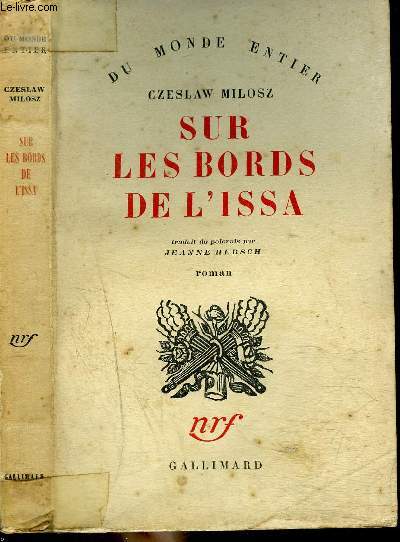 Le-livre.com
DU MONDE
ENTIER
CZESLAW
MILOSZ
SUR
LES BORDS
DE
L'ISSA
nrf
GALLIMARD
DU MONDE ENTIER
CZESLAW MILOSZ
SUR
LES BORDS
DE L'ISSA
traduit du polonais par
JEANNE HERSCH
roman
nrf
GALLIMARD